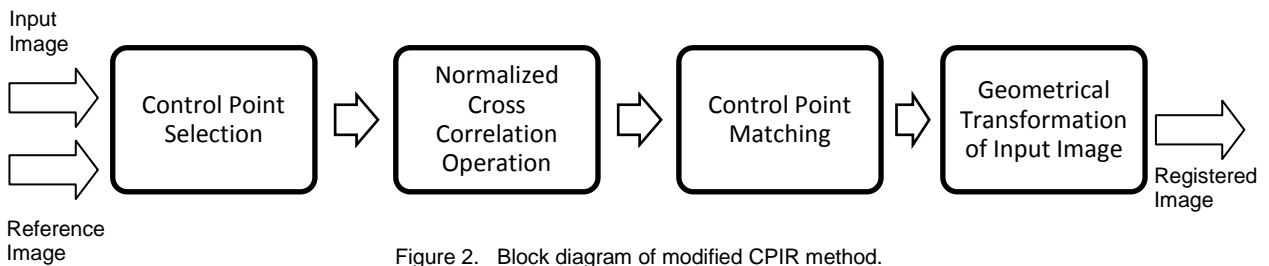 Input
Image
Control Point
Selection
Normalized
Cross
Correlation
Operation
Control Point
Matching
Geometrical
Transformation
of Input Image
Registered
Image
Reference
Image
Figure 2. Block diagram of modified CPIR method.